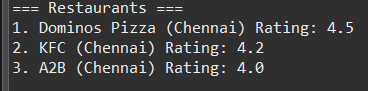 === Restaurants ===
1. Dominos Pizza (Chennai) Rating: 4.5
2. KFC (Chennai) Rating: 4.2
3. A2B (Chennai) Rating: 4.0